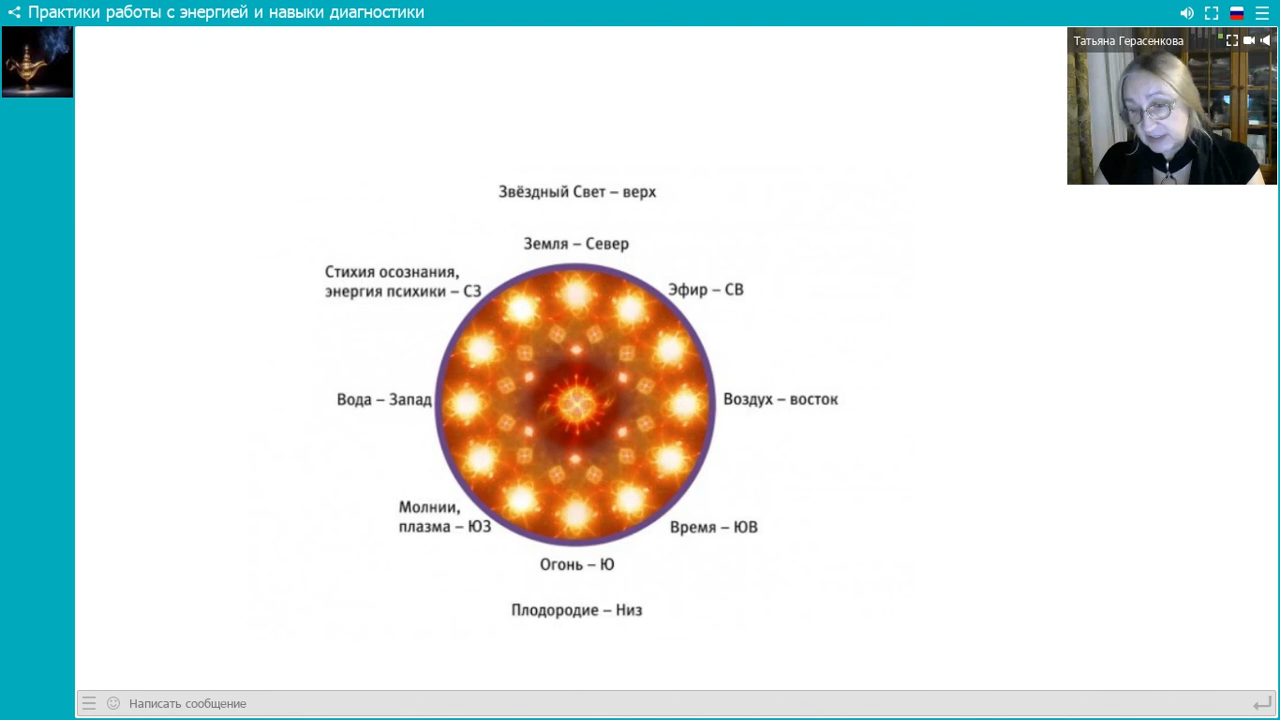 Практики работы с энергией и навыки диагностики
Татьяна Герасенкова
Звёздный Свет – верх
Земля – Север
Стихия осознания,
энергия психики – СЗ
Эфир – СВ
Вода – Запад
Воздух – восток
Молнии,
плазма – ЮЗ
Время – ЮВ
Огонь – Ю
Плодородие – Низ
Написать сообщение